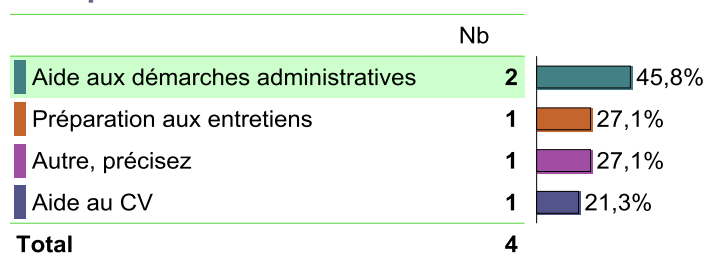 Nb
Aide aux démarches administratives 2 45,8%
Préparation aux entretiens 1 27,1%
Autre, précisez 1 27,1%
Aide au CV 1 21,3%
Total 4